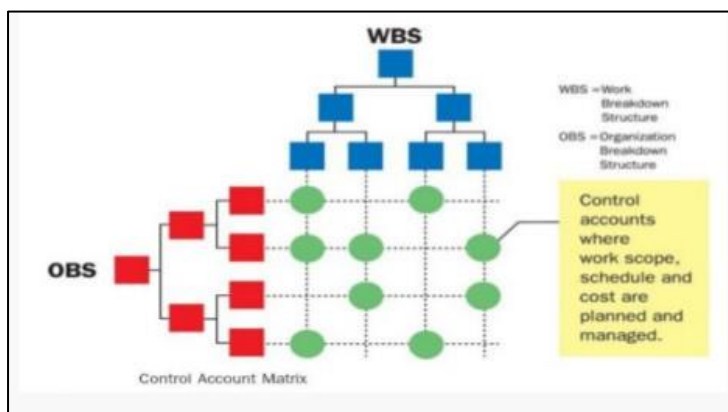 WBS
WBS =Work
Breakdown
Structure
OBS =Organization
Breakdown
Structure
Control
accounts
where
work scope,
schedule and
cost are
planned and
managed.
OBS
Control Account Matrix